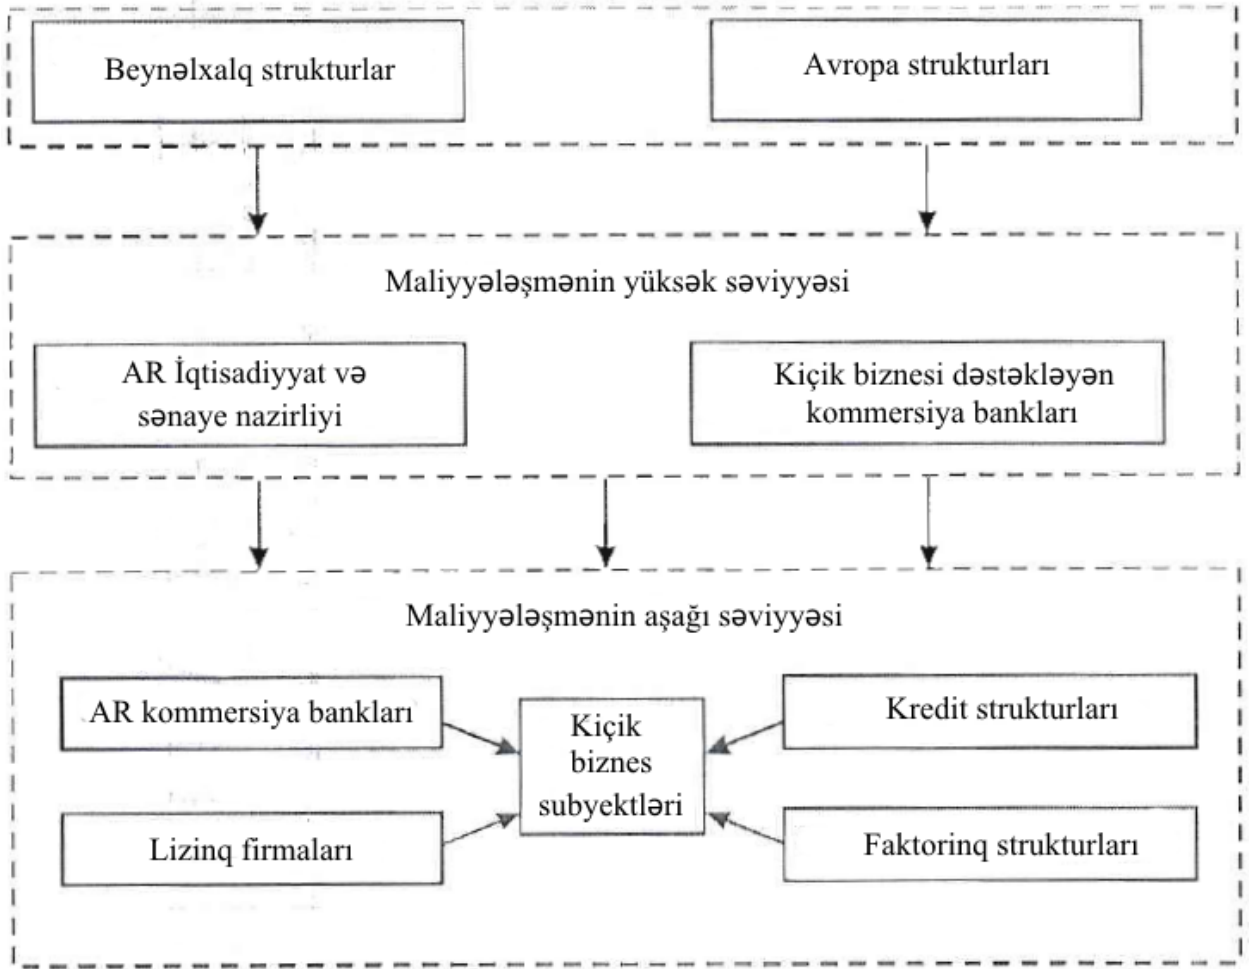 Beynəlxalq strukturlar
Avropa strukturları
Maliyyələşmənin yüksək səviyyəsi
AR İqtisadiyyat və
sənaye nazirliyi
Kiçik biznesi dəstəkləyən
kommersiya bankları
Maliyyələşmənin aşağı səviyyəsi
AR kommersiya bankları
Lizinq firmaları
Kiçik
biznes
subyektləri
Kredit strukturları
Faktorinq strukturları